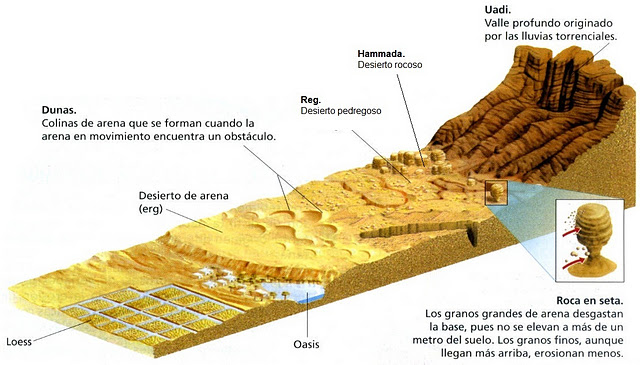 Uadi.
Valle profundo originado
por las lluvias torrenciales.
Hammada.
Desierto rocoso
Reg.
Desierto pedregoso
Dunas.
Colinas de arena que se forman cuando la
arena en movimiento encuentra un obstáculo.
Desierto de arena
(erg)
Loess
Oasis
Roca en seta.
Los granos grandes de arena desgastan
la base, pues no se elevan a más de un
metro del suelo. Los granos finos, aunque
llegan más arriba, erosionan menos.